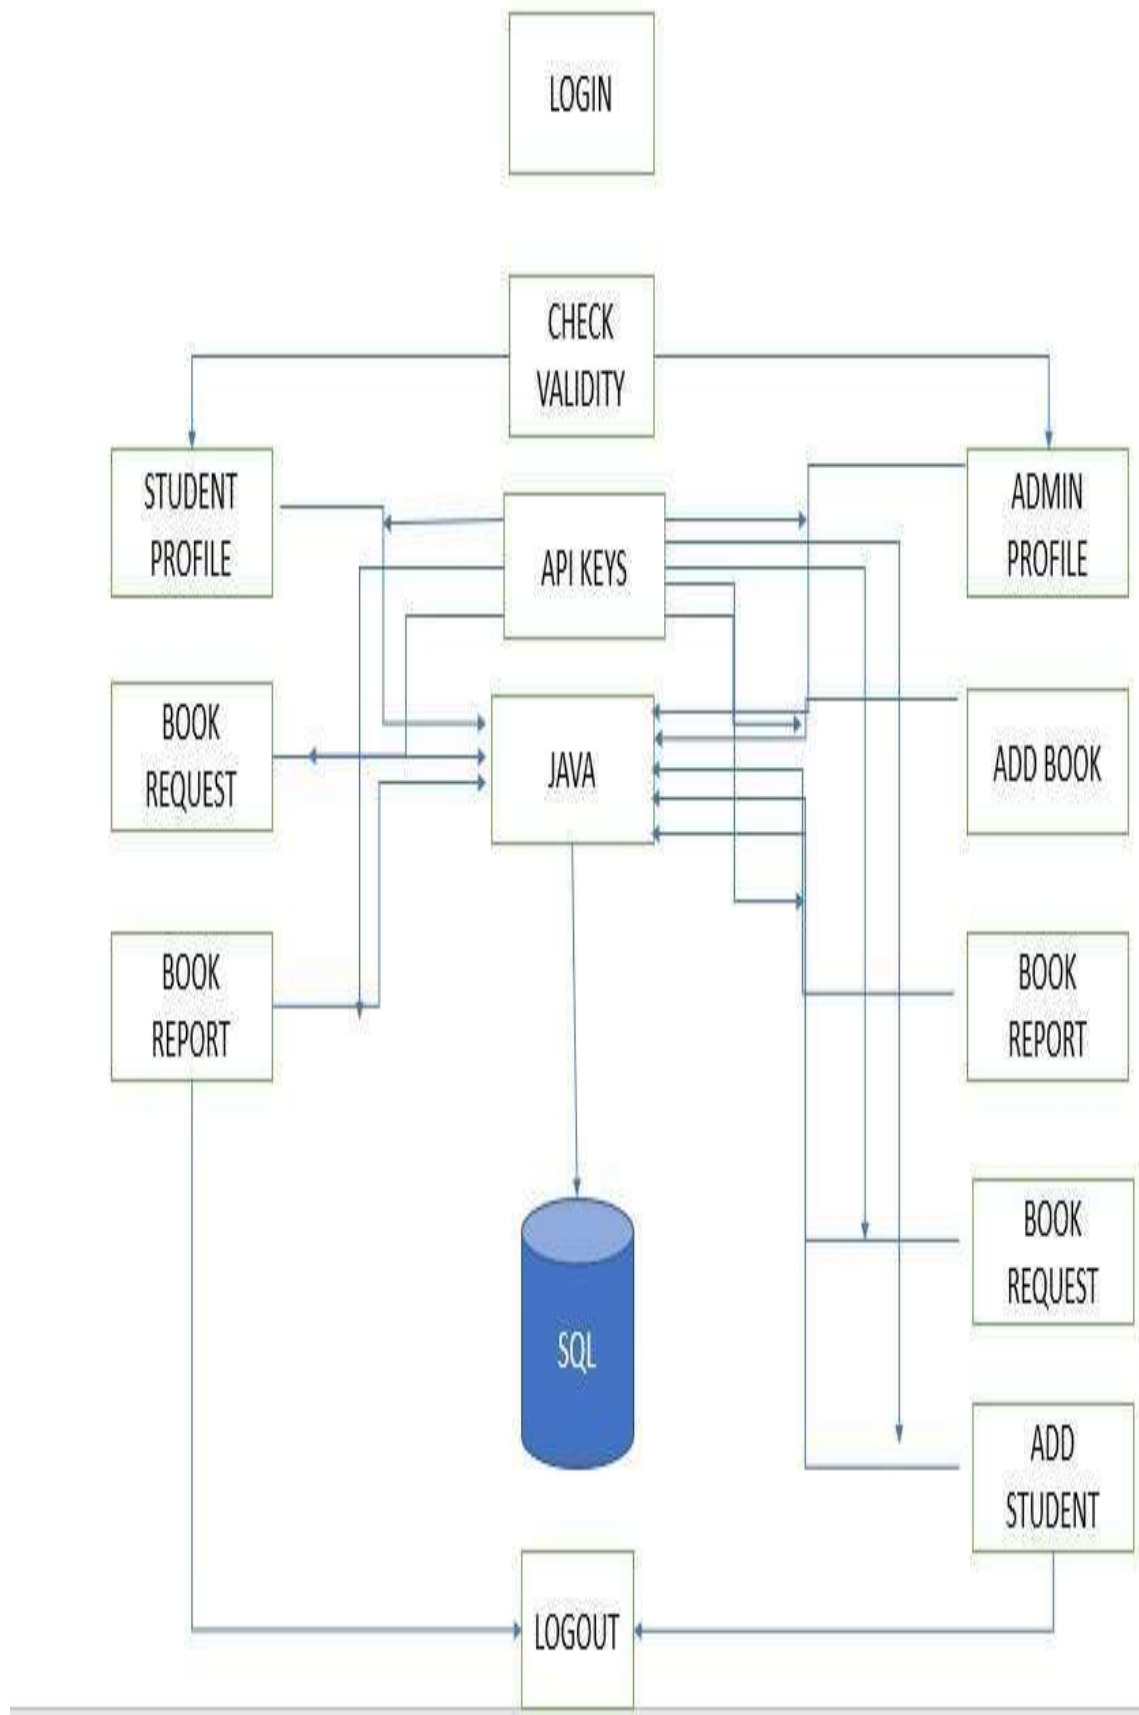 LOGIN
CHECK
VALIDITY
STUDENT
PROFILE
API KEYS
ADMIN
PROFILE
BOOK
REQUEST
JAVA
ADD BOOK
BOOK
REPORT
BOOK
REPORT
BOOK
REQUEST
SQL
ADD
STUDENT
LOGOUT